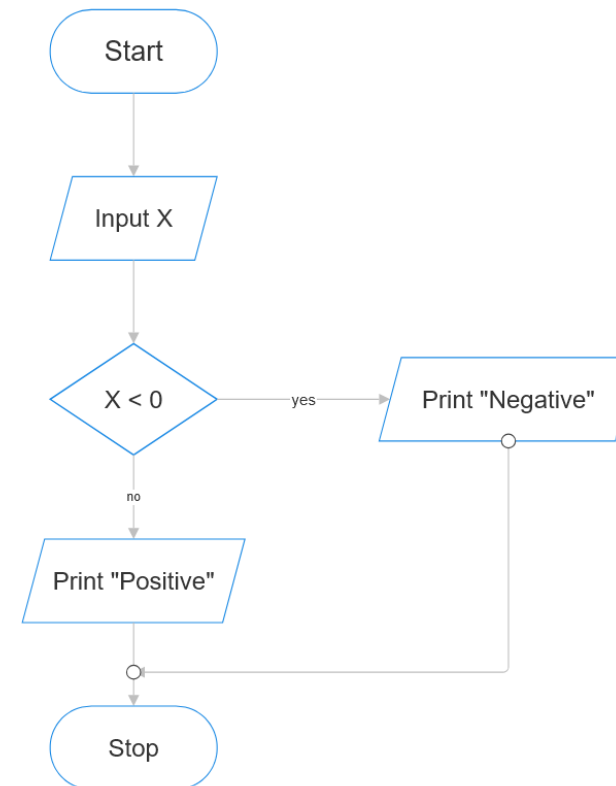 Start
Input X
X < 0
yes
Print "Negative"
no
Print "Positive"
Stop